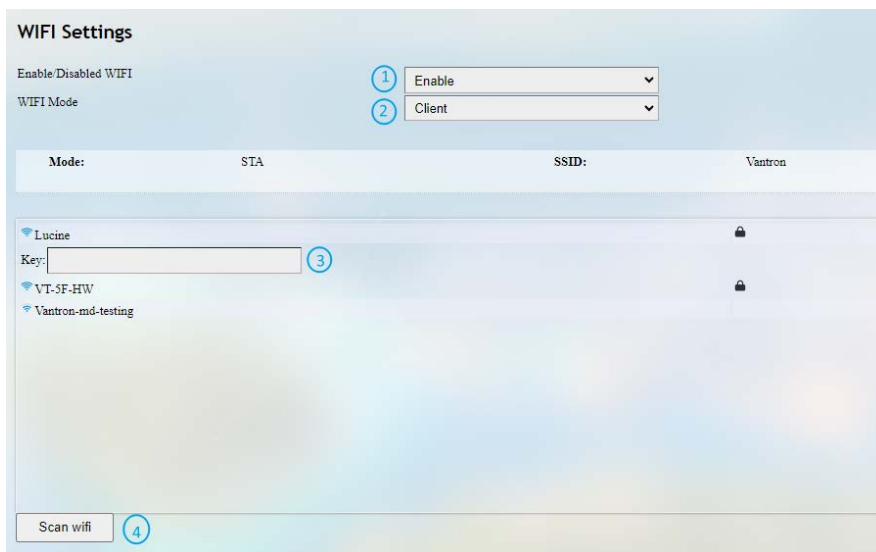 WIFI Settings
Enable/Disabled WIFI 1 Enable
WIFI Mode 2 Client
Mode: STA SSID: Vantron
Lucine
Key: 3
VT-5F-HW
Vantron-md-testing
Scan wifi 4